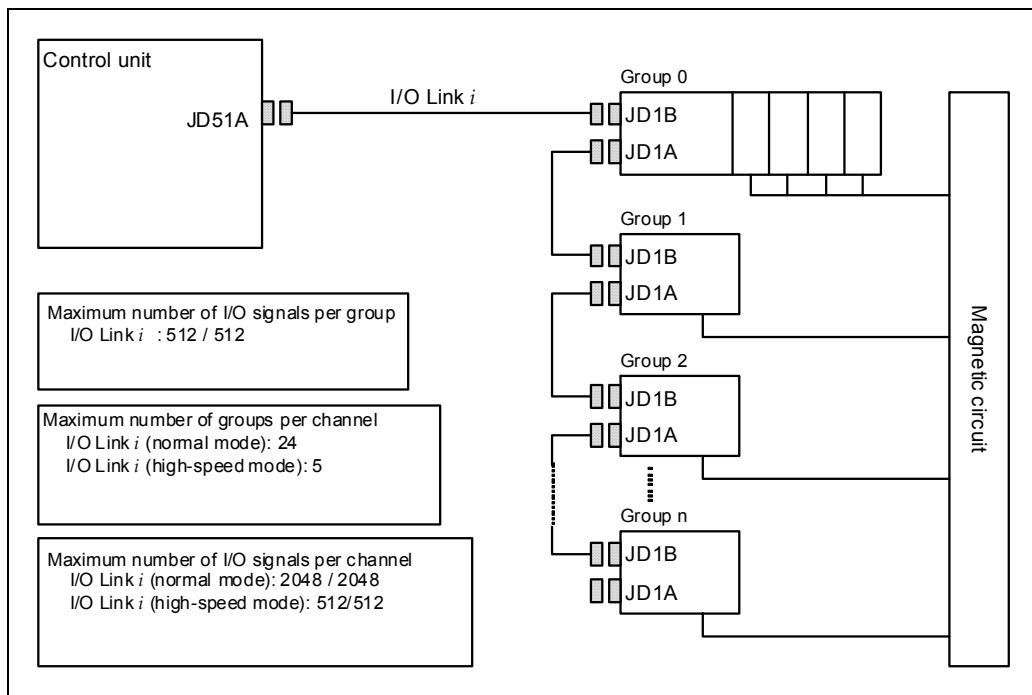 Control unit
JD51A
I/O Link i
Group 0
JD1B
JD1A
Group 1
JD1B
JD1A
Group 2
JD1B
JD1A
Group n
JD1B
JD1A
Magnetic circuit
Maximum number of I/O signals per group
I/O Link i : 512 / 512
Maximum number of groups per channel
I/O Link i (normal mode): 24
I/O Link i (high-speed mode): 5
Maximum number of I/O signals per channel
I/O Link i (normal mode): 2048 / 2048
I/O Link i (high-speed mode): 512/512